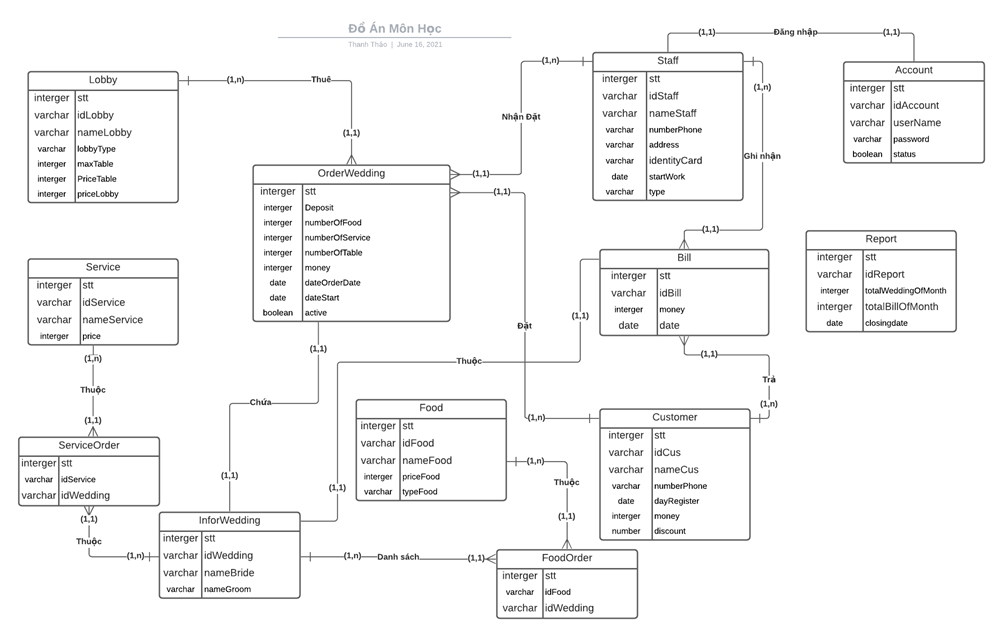 Đồ Án Môn Học
Thanh Thảo | June 16, 2021
(1,1) Đăng nhập (1,1)
Lobby
interger stt
varchar idLobby
varchar nameLobby
varchar lobbyType
interger maxTable
interger PriceTable
interger priceLobby
(1,n) Thuê
(1,1)
Staff
interger stt
varchar idStaff
varchar nameStaff
varchar numberPhone
varchar address
varchar identityCard
date startWork
varchar type
(1,n)
Nhận Đặt
(1,1)
(1,n)
Ghi nhận
(1,1)
Account
interger stt
varchar idAccount
varchar userName
varchar password
boolean status
OrderWedding
interger stt
interger Deposit
interger numberOfFood
interger numberOfService
interger numberOfTable
interger money
date dateOrderDate
date dateStart
boolean active
(1,1)
Đặt
(1,n)
Service
interger stt
varchar idService
varchar nameService
interger price
Bill
interger stt
varchar idBill
interger money
date date
Report
interger stt
varchar idReport
interger totalWeddingOfMonth
interger totalBillOfMonth
date closingdate
(1,1)
Thuộc
(1,1)
(1,1)
Trả
(1,n)
(1,1)
Chứa
(1,1)
(1,n)
Thuộc
(1,1)
Food
interger stt
varchar idFood
varchar nameFood
interger priceFood
varchar typeFood
(1,n)
Thuộc
(1,1)
Customer
interger stt
varchar idCus
varchar nameCus
varchar numberPhone
date dayRegister
interger money
number discount
ServiceOrder
interger stt
varchar idService
varchar idWedding
(1,1)
Thuộc
(1,n)
InforWedding
interger stt
varchar idWedding
varchar nameBride
varchar nameGroom
(1,n) Danh sách (1,1)
FoodOrder
interger stt
varchar idFood
varchar idWedding